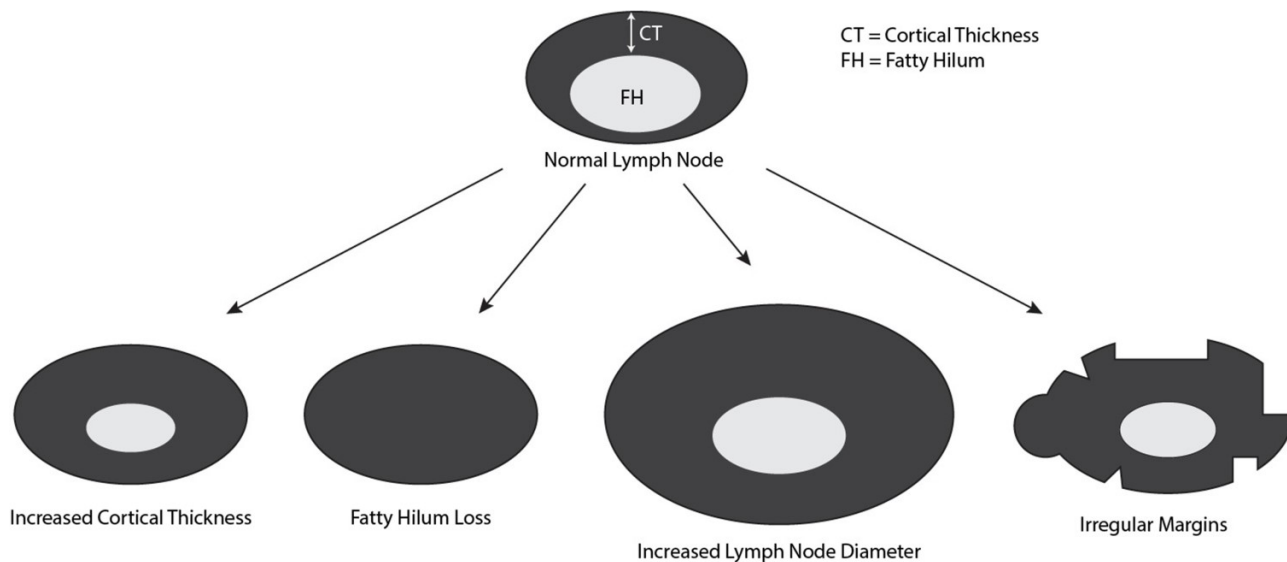 CT
CT = Cortical Thickness
FH = Fatty Hilum
FH
Normal Lymph Node
Increased Cortical Thickness
Fatty Hilum Loss
Increased Lymph Node Diameter
Irregular Margins